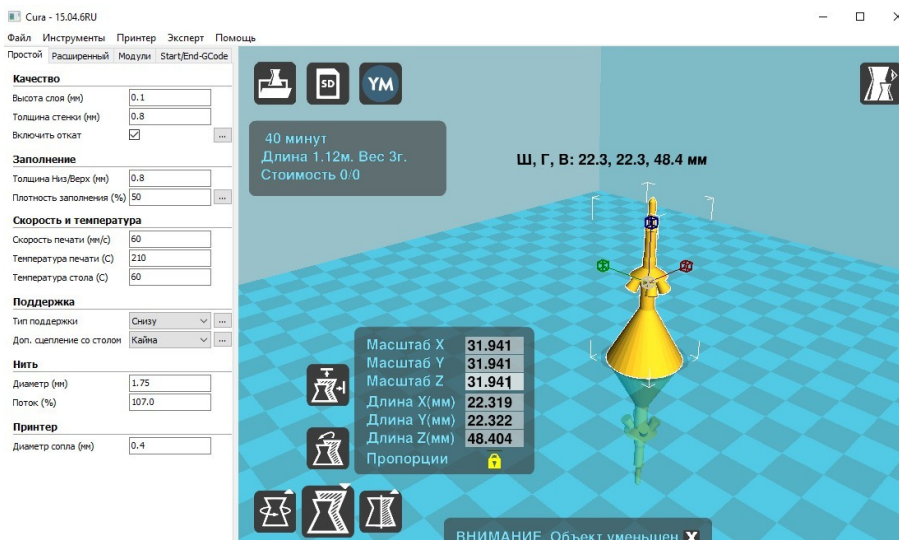 Cura - 15.04.6RU
Файл Инструменты Принтер Эксперт Помощь
Простой Расширенный Модули Start/End-GCode
Качество
Высота слоя (мм) 0.1
Толщина стенки (мм) 0.8
Включить откат ...
Заполнение
Толщина Низ/Верх (мм) 0.8
Плотность заполнения (%) 50 ...
Скорость и температура
Скорость печати (мм/с) 60
Температура печати (C) 210
Температура стола (C) 60
Поддержка
Тип поддержки Снизу ...
Доп. сцепление со столом Кайма ...
Нить
Диаметр (мм) 1.75
Поток (%) 107.0
Принтер
Диаметр сопла (мм) 0.4
SD YM
40 минут
Длина 1.12м. Вес 3г.
Стоимость 0/0
Ш, Г, В: 22.3, 22.3, 48.4 мм
Масштаб X 31.941
Масштаб Y 31.941
Масштаб Z 31.941
Длина X(мм) 22.319
Длина Y(мм) 22.322
Длина Z(мм) 48.404
Пропорции
ВНИМАНИЕ. Объект уменьшен X